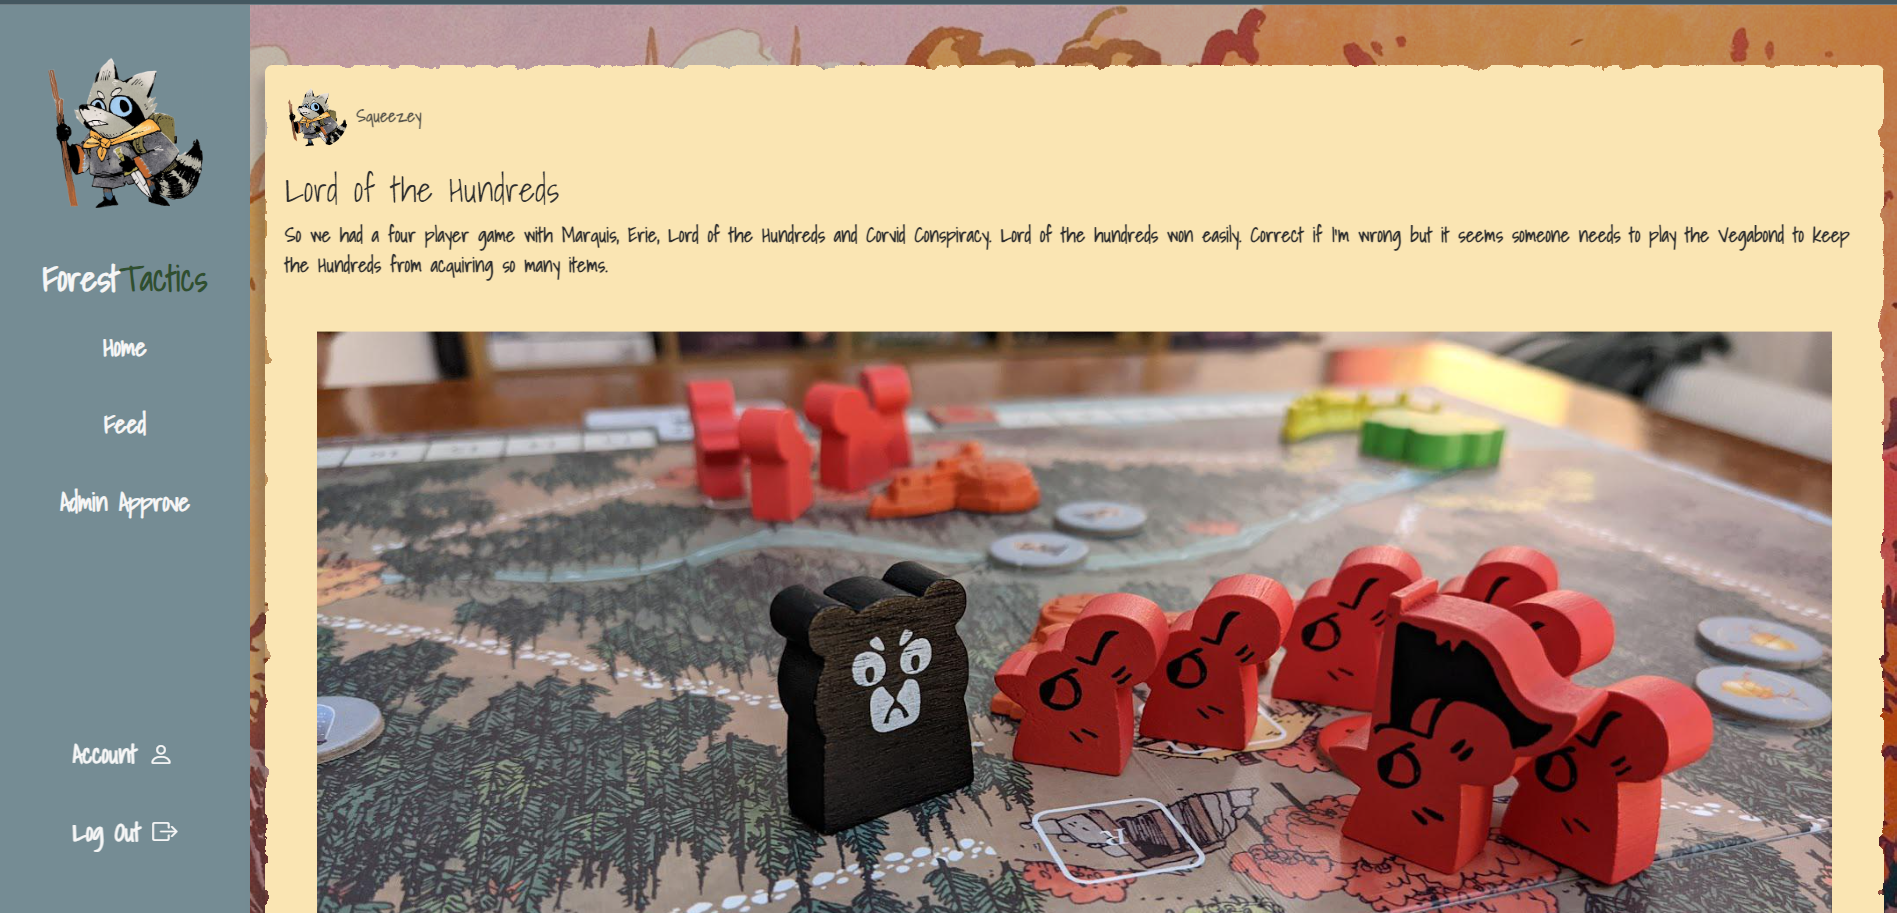 Forest Tactics
Home
Feed
Admin Approve
Account
Log Out
Squeezey
Lord of the Hundreds
So we had a four player game with Marquis, Erie, Lord of the Hundreds and Corvid Conspiracy. Lord of the hundreds won easily. Correct if I'm wrong but it seems someone needs to play the Vegabond to keep
the Hundreds from acquiring so many items.
R